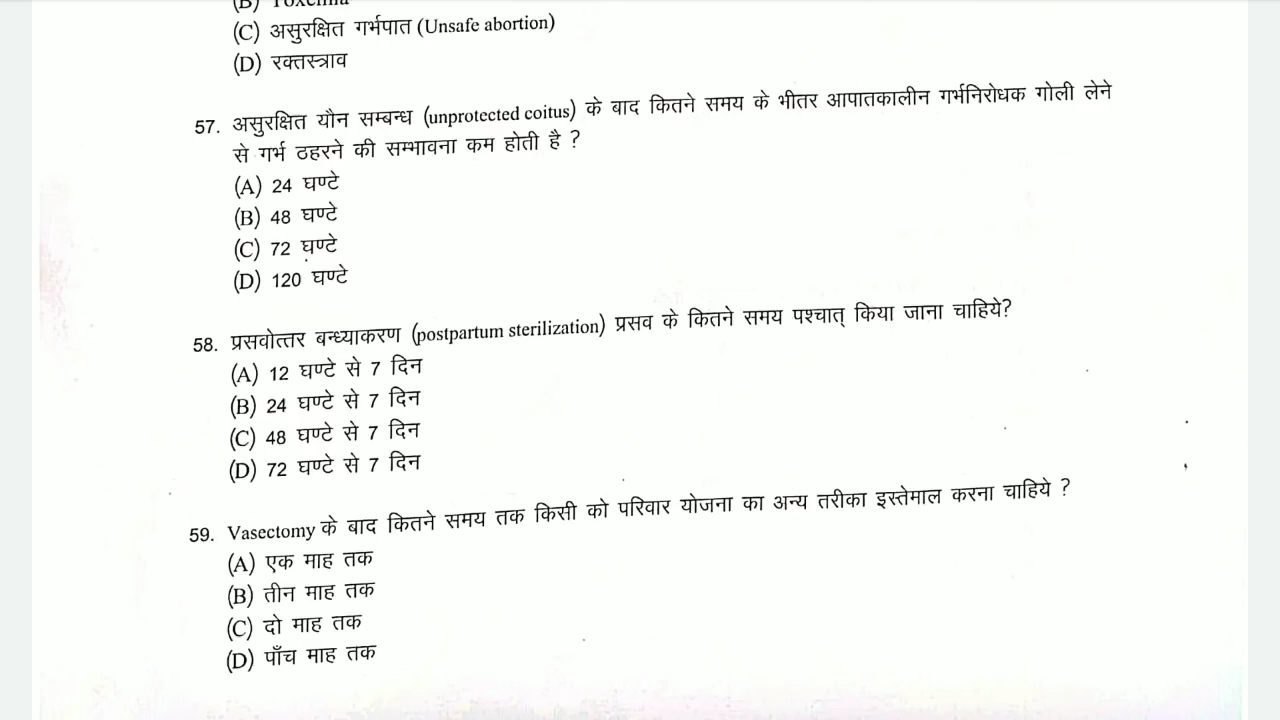 (B) Toxemia
(C) असुरक्षित गर्भपात (Unsafe abortion)
(D) रक्तस्त्राव
57. असुरक्षित यौन सम्बन्ध (unprotected coitus) के बाद कितने समय के भीतर आपातकालीन गर्भनिरोधक गोली लेने
से गर्भ ठहरने की सम्भावना कम होती है ?
(A) 24 घण्टे
(B) 48 घण्टे
(C) 72 घण्टे
(D) 120 घण्टे
58. प्रसवोत्तर बन्ध्याकरण (postpartum sterilization) प्रसव के कितने समय पश्चात् किया जाना चाहिये?
(A) 12 घण्टे से 7 दिन
(B) 24 घण्टे से 7 दिन
(C) 48 घण्टे से 7 दिन
(D) 72 घण्टे से 7 दिन
59. Vasectomy के बाद कितने समय तक किसी को परिवार योजना का अन्य तरीका इस्तेमाल करना चाहिये ?
(A) एक माह तक
(B) तीन माह तक
(C) दो माह तक
(D) पाँच माह तक